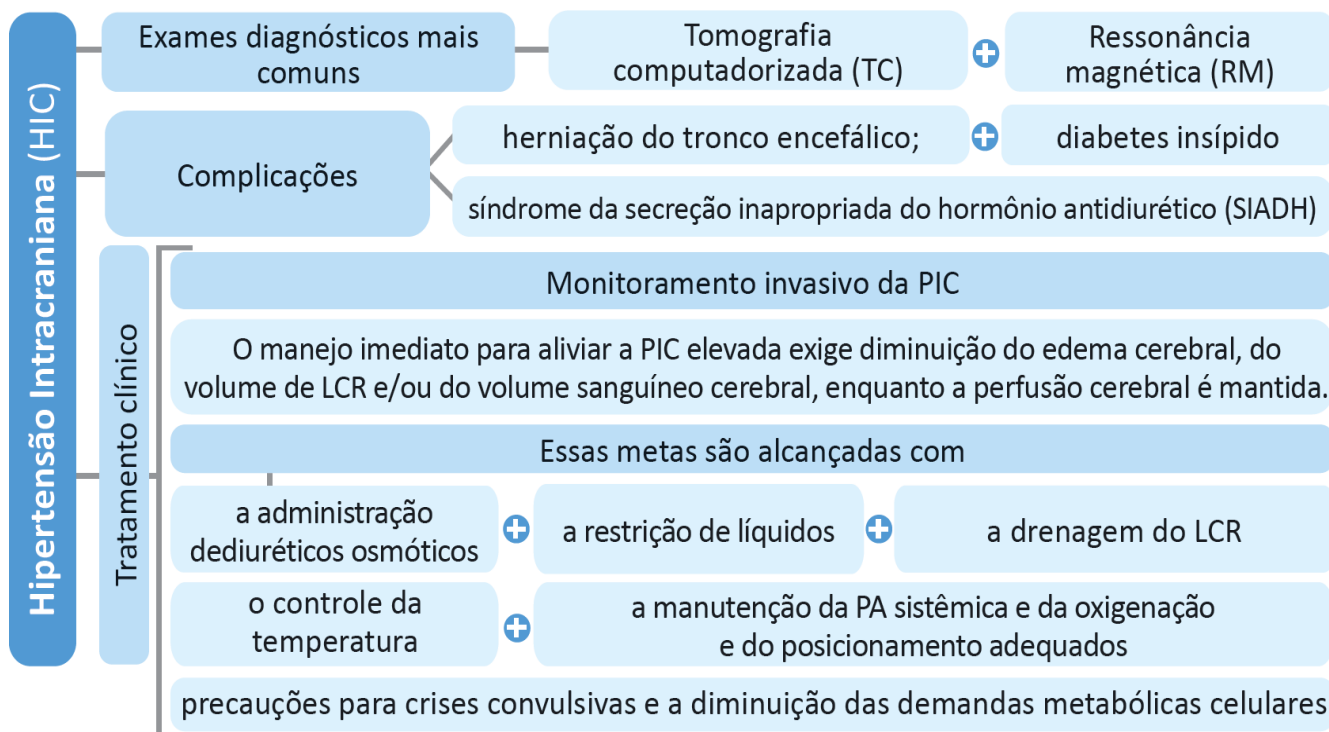 Hipertensão Intracraniana (HIC)
Exames diagnósticos mais
comuns
Tomografia
computadorizada (TC)
Ressonância
magnética (RM)
Complicações
herniação do tronco encefálico;
diabetes insípido
síndrome da secreção inapropriada do hormônio antidiurético (SIADH)
Tratamento clínico
Monitoramento invasivo da PIC
O manejo imediato para aliviar a PIC elevada exige diminuição do edema cerebral, do
volume de LCR e/ou do volume sanguíneo cerebral, enquanto a perfusão cerebral é mantida.
Essas metas são alcançadas com
a administração
dediuréticos osmóticos
a restrição de líquidos
a drenagem do LCR
o controle da
temperatura
a manutenção da PA sistêmica e da oxigenação
e do posicionamento adequados
precauções para crises convulsivas e a diminuição das demandas metabólicas celulares